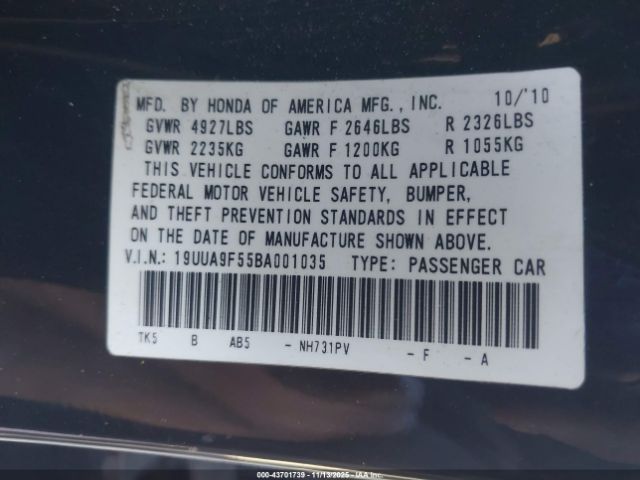 MFD. BY HONDA OF AMERICA MFG., INC. 10/'10
GVWR 4927LBS GAWR F 2646LBS R 2326LBS
GVWR 2235KG GAWR F 1200KG R 1055KG
THIS VEHICLE CONFORMS TO ALL APPLICABLE
FEDERAL MOTOR VEHICLE SAFETY, BUMPER,
AND THEFT PREVENTION STANDARDS IN EFFECT
ON THE DATE OF MANUFACTURE SHOWN ABOVE.
V.I.N.: 19UUA9F55BA001035 TYPE: PASSENGER CAR
TK5 B AB5 - NH731PV - F - A
000-43701739 - 11/13/2025 - IAA Inc.